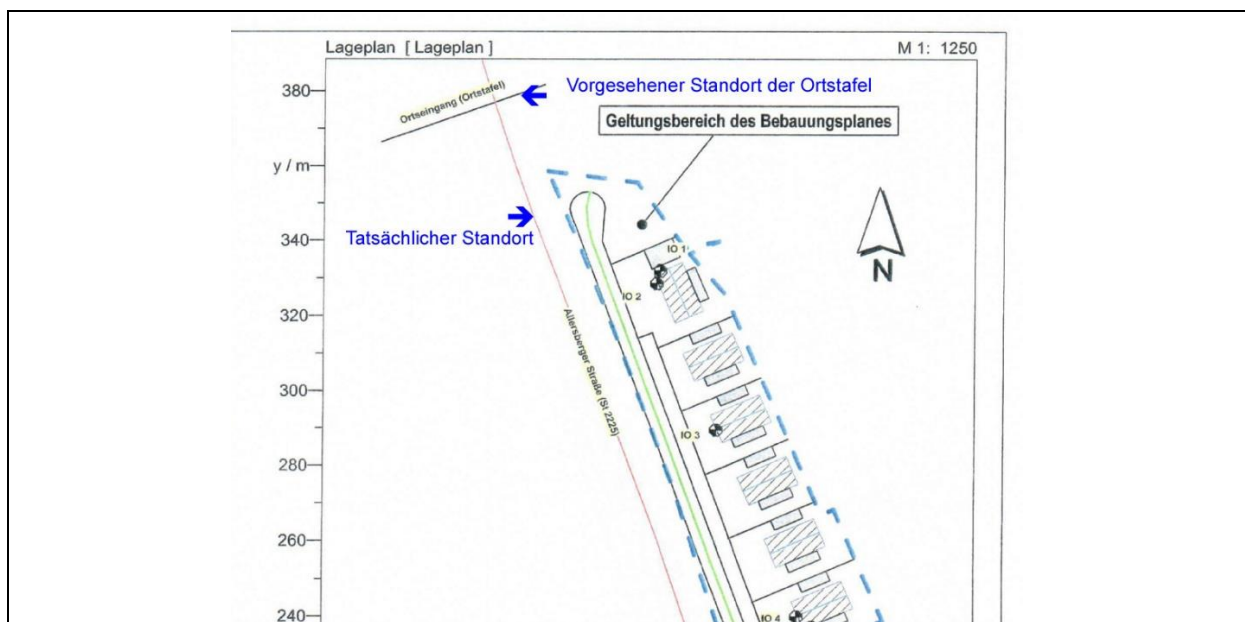 Lageplan [ Lageplan ]
M 1: 1250
380
Ortseingang (Ortstafel)
Vorgesehener Standort der Ortstafel
Geltungsbereich des Bebauungsplanes
y / m
Tatsächlicher Standort
340
IO 1
N
IO 2
320
Allersberger Straße (St 2225)
300
IO 3
280
260
240
IO 4